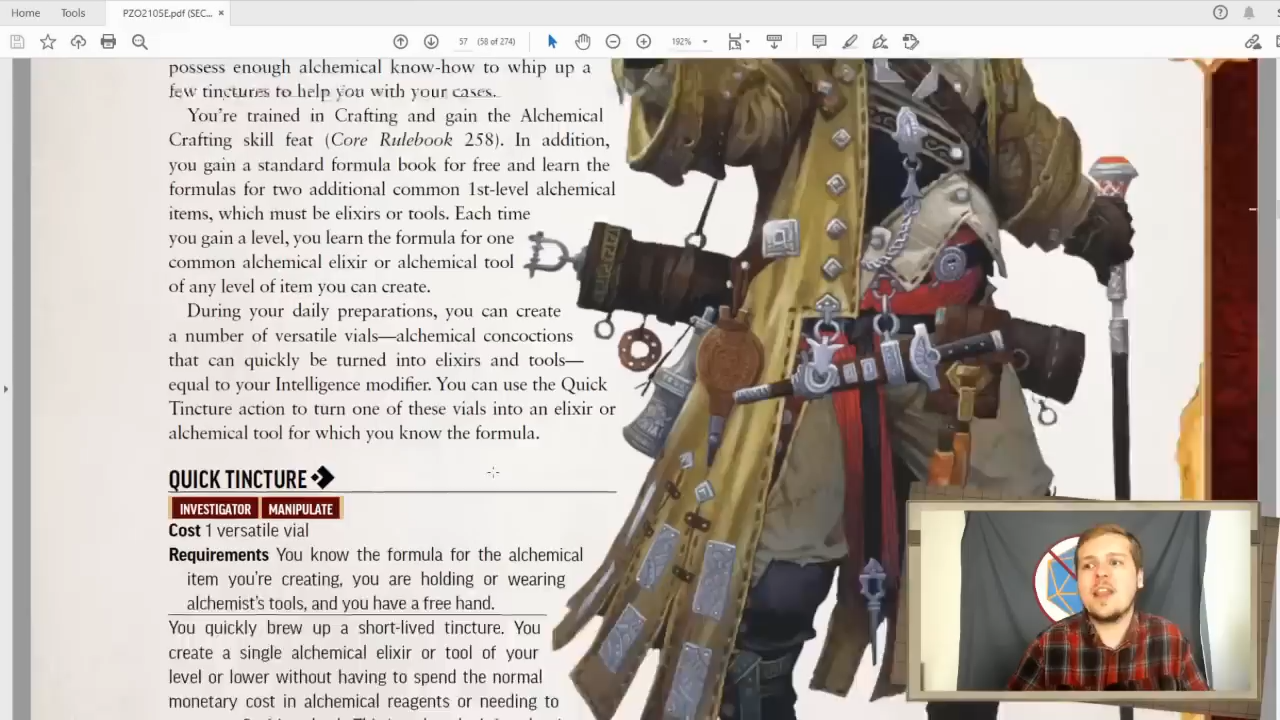 Home Tools PZO2105E.pdf (SEC... ×
57 (58 of 274) 192%
possess enough alchemical know-how to whip up a
few tinctures to help you with your cases.
You're trained in Crafting and gain the Alchemical
Crafting skill feat (Core Rulebook 258). In addition,
you gain a standard formula book for free and learn the
formulas for two additional common 1st-level alchemical
items, which must be elixirs or tools. Each time
you gain a level, you learn the formula for one
common alchemical elixir or alchemical tool
of any level of item you can create.
During your daily preparations, you can create
a number of versatile vials—alchemical concoctions
that can quickly be turned into elixirs and tools—
equal to your Intelligence modifier. You can use the Quick
Tincture action to turn one of these vials into an elixir or
alchemical tool for which you know the formula.
QUICK TINCTURE
INVESTIGATOR MANIPULATE
Cost 1 versatile vial
Requirements You know the formula for the alchemical
item you're creating, you are holding or wearing
alchemist's tools, and you have a free hand.
You quickly brew up a short-lived tincture. You
create a single alchemical elixir or tool of your
level or lower without having to spend the normal
monetary cost in alchemical reagents or needing to